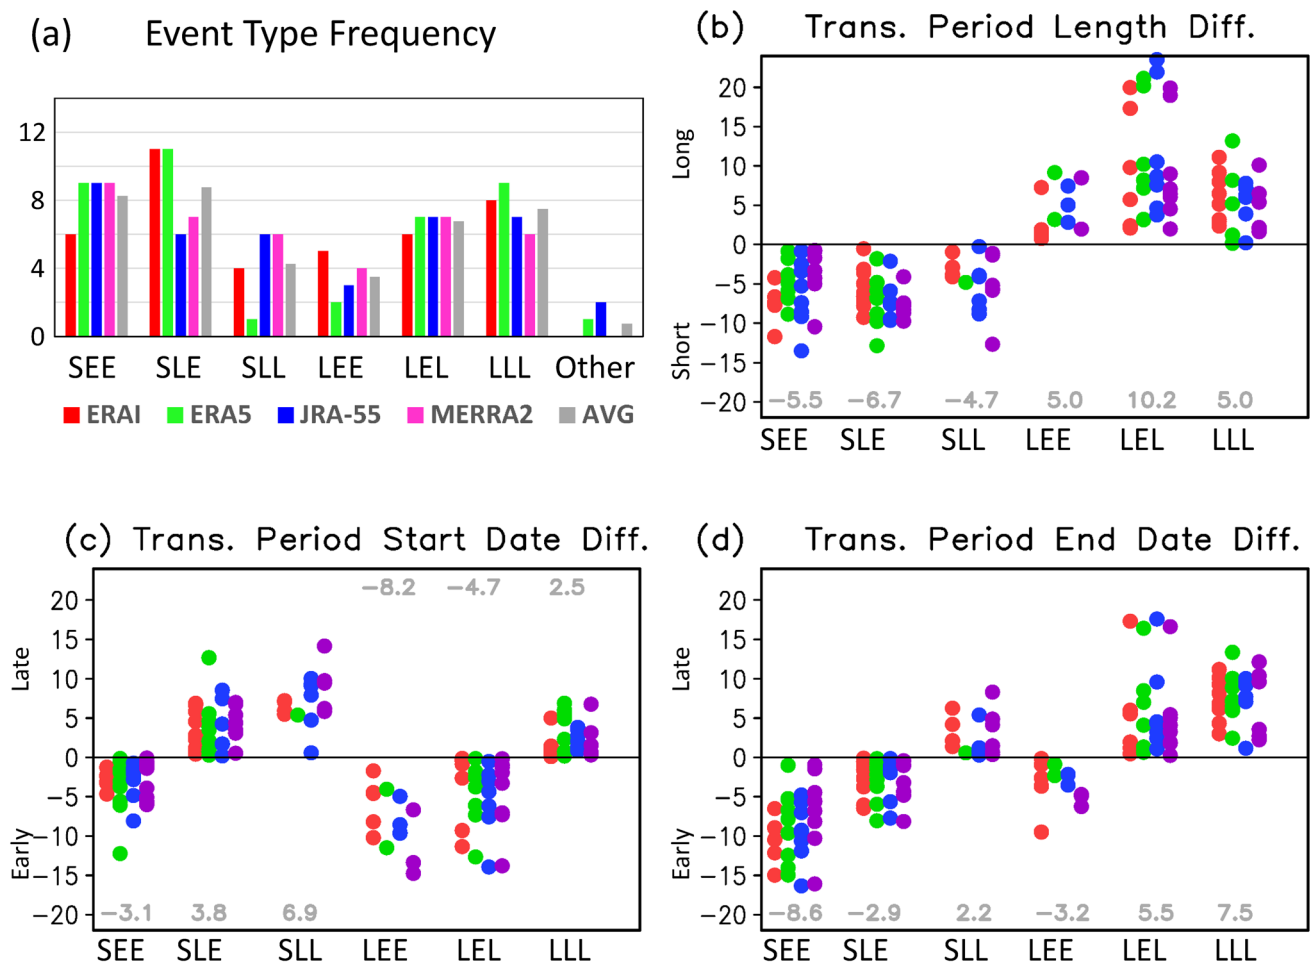 (a) Event Type Frequency
12
8
4
0
SEE SLE SLL LEE LEL LLL Other
ERAI ERA5 JRA-55 MERRA2 AVG
(b) Trans. Period Length Diff.
Long
Short
20
15
10
5
0
−5
−10
−15
−20
−5.5 −6.7 −4.7 5.0 10.2 5.0
SEE SLE SLL LEE LEL LLL
(c) Trans. Period Start Date Diff.
Late
Early
−8.2 −4.7 2.5
20
15
10
5
0
−5
−10
−15
−20
−3.1 3.8 6.9
SEE SLE SLL LEE LEL LLL
(d) Trans. Period End Date Diff.
Late
Early
20
15
10
5
0
−5
−10
−15
−20
−8.6 −2.9 2.2 −3.2 5.5 7.5
SEE SLE SLL LEE LEL LLL